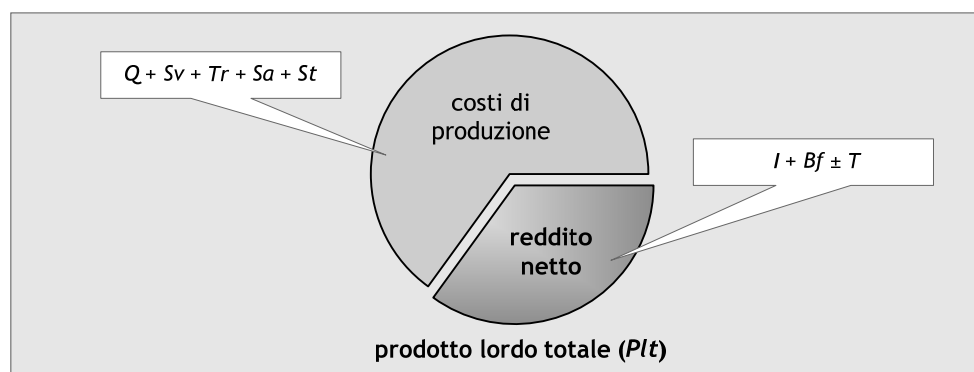 Q + Sv + Tr + Sa + St
costi di
produzione
I + Bf ± T
reddito
netto
prodotto lordo totale (Plt)